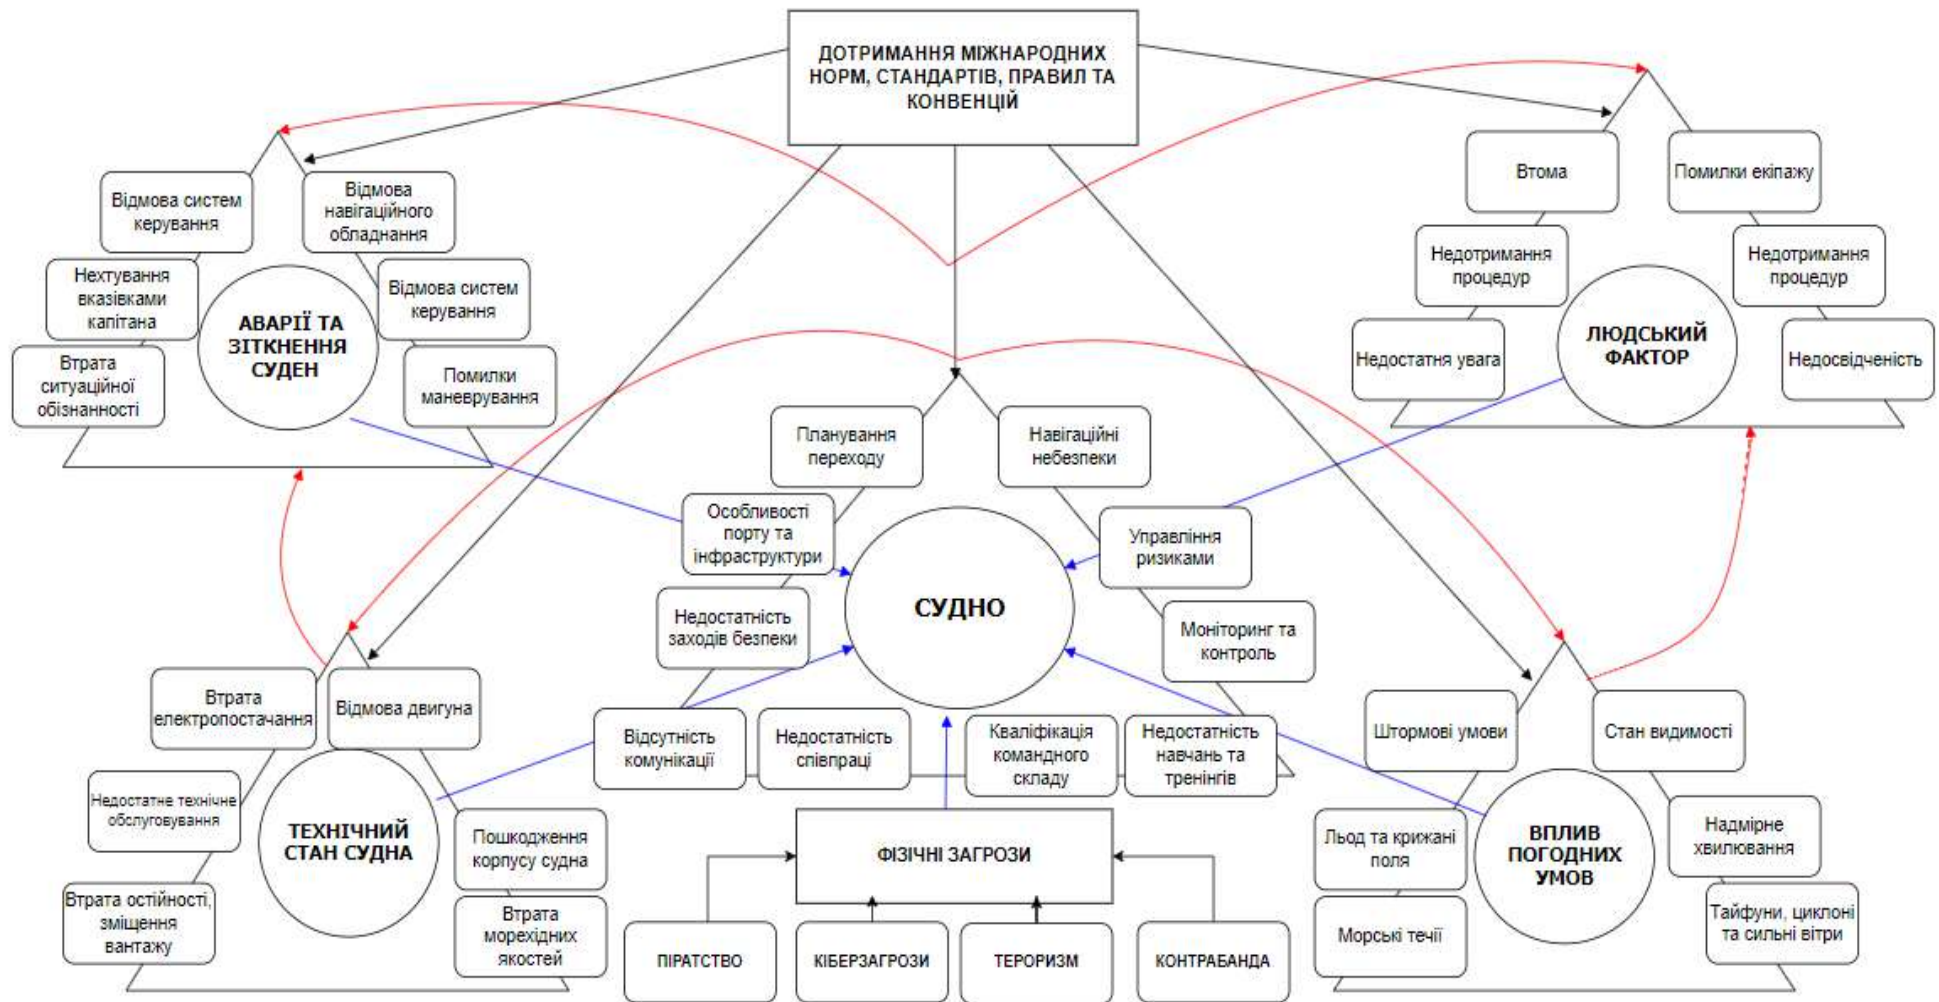 ДОТРИМАННЯ МІЖНАРОДНИХ
НОРМ, СТАНДАРТІВ, ПРАВИЛ ТА
КОНВЕНЦІЙ
Відмова систем
керування
Відмова
навігаційного
обладнання
Нехтування
вказівками
капітана
Відмова систем
керування
АВАРІЇ ТА
ЗІТКНЕННЯ
СУДЕН
Втрата
ситуаційної
обізнанності
Помилки
маневрування
Втома
Помилки екіпажу
Недотримання
процедур
Недотримання
процедур
ЛЮДСЬКИЙ
ФАКТОР
Недостатня увага
Недосвідченість
Планування
переходу
Навігаційні
небезпеки
Особливості
порту та
інфраструктури
Управління
ризиками
СУДНО
Недостатність
заходів безпеки
Моніторинг та
контроль
Відсутність
комунікації
Недостатність
співпраці
Кваліфікація
командного
складу
Недостатність
навчань та
тренінгів
Втрата
електропостачання
Відмова двигуна
Недостатне технічне
обслуговування
ТЕХНІЧНИЙ
СТАН СУДНА
Пошкодження
корпусу судна
Втрата остійності,
зміщення
вантажу
Втрата
морехідних
якостей
ФІЗИЧНІ ЗАГРОЗИ
ПІРАТСТВО
КІБЕРЗАГРОЗИ
ТЕРОРИЗМ
КОНТРАБАНДА
Штормові умови
Стан видимості
Льод та крижані
поля
ВПЛИВ
ПОГОДНИХ
УМОВ
Надмірне
хвилювання
Морські течії
Тайфуни, циклоні
та сильні вітри